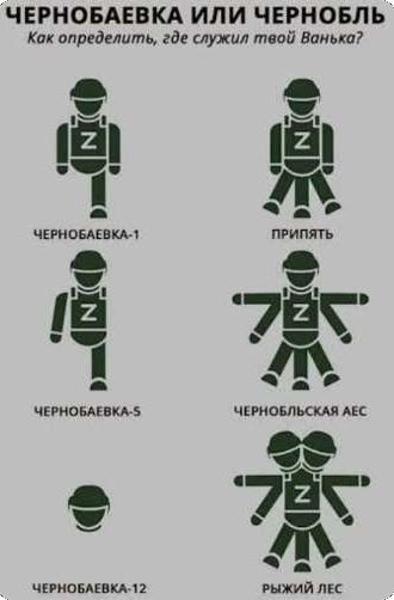 ЧЕРНОБАЕВКА ИЛИ ЧЕРНОБЛЬ
Как определить, где служил твой Ванька?
Z
Z
ЧЕРНОБАЕВКА-1
ПРИПЯТЬ
Z
Z
ЧЕРНОБАЕВКА-5
ЧЕРНОБЛЬСКАЯ АЕС
Z
ЧЕРНОБАЕВКА-12
РЫЖИЙ ЛЕС